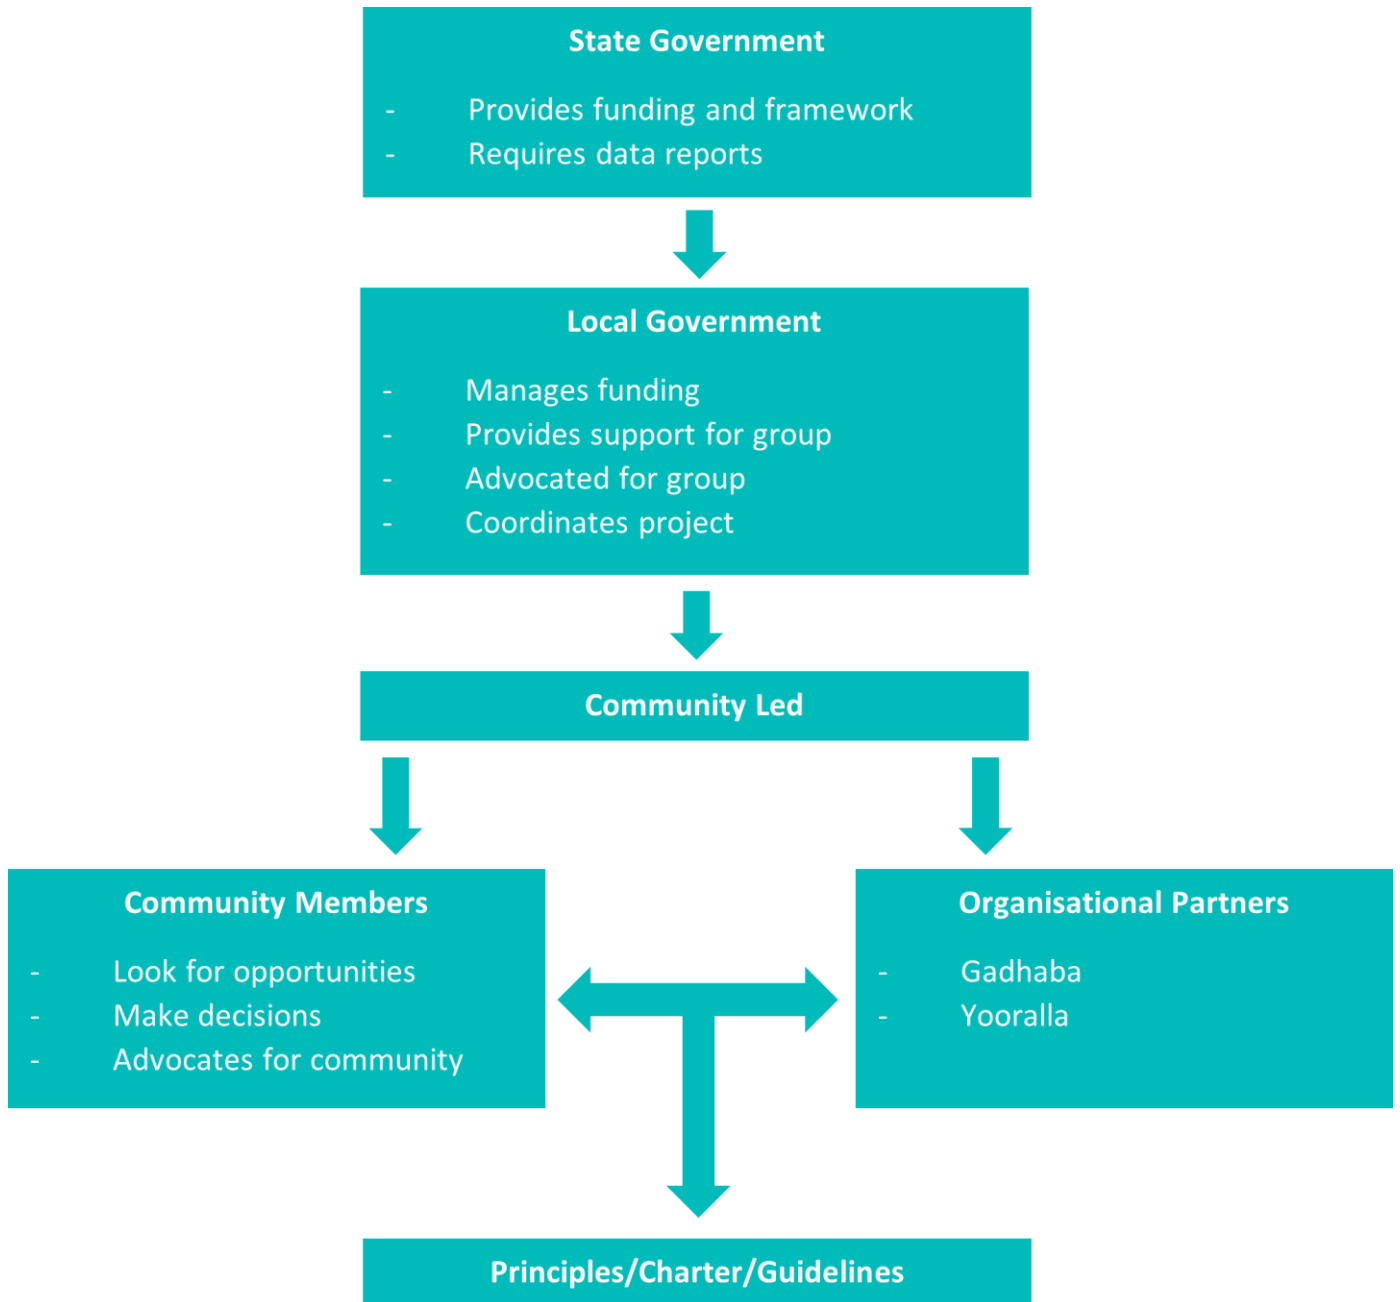 State Government
- Provides funding and framework
- Requires data reports
Local Government
- Manages funding
- Provides support for group
- Advocated for group
- Coordinates project
Community Led
Community Members
- Look for opportunities
- Make decisions
- Advocates for community
Organisational Partners
- Gadhaba
- Yooralla
Principles/Charter/Guidelines